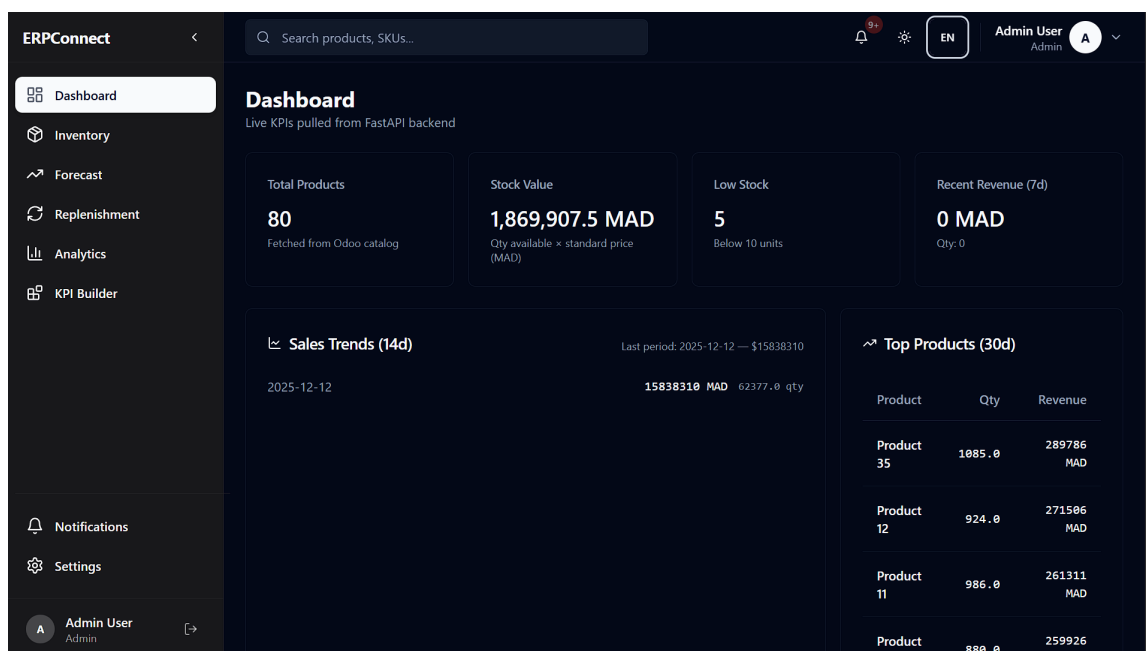 ERPConnect
Search products, SKUs...
9+
EN
Admin User
Admin
A
Dashboard
Inventory
Forecast
Replenishment
Analytics
KPI Builder
Notifications
Settings
A
Admin User
Admin
Dashboard
Live KPIs pulled from FastAPI backend
Total Products
80
Fetched from Odoo catalog
Stock Value
1,869,907.5 MAD
Qty available × standard price
(MAD)
Low Stock
5
Below 10 units
Recent Revenue (7d)
0 MAD
Qty: 0
Sales Trends (14d)
Last period: 2025-12-12 — $15838310
2025-12-12 15838310 MAD 62377.0 qty
Top Products (30d)
Product Qty Revenue
Product
35
1085.0
289786
MAD
Product
12
924.0
271506
MAD
Product
11
986.0
261311
MAD
Product
880.0
259926